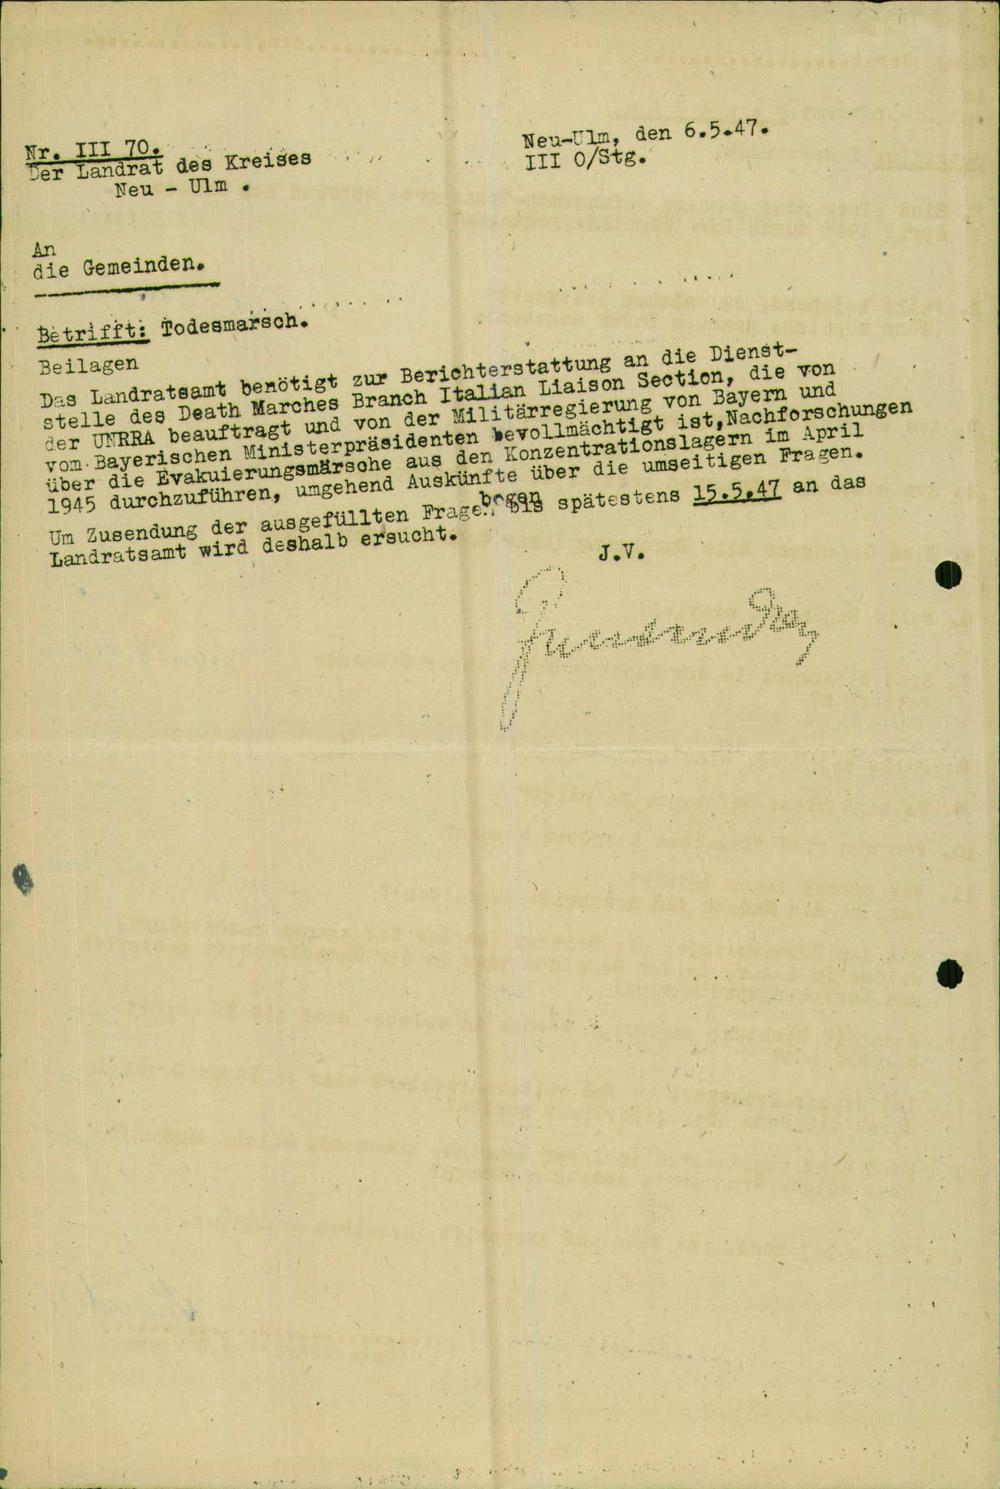 Nr. III 70.
Der Landrat des Kreises
Neu - Ulm .
Neu-Ulm, den 6.5.47.
III O/Stg.
An
die Gemeinden.
Betrifft: Todesmarsch.
Beilagen
Das Landratsamt benötigt zur Berichterstattung an die Dienst-
stelle des Death Marches Branch Italian Liaison Section, die von
der UNRRA beauftragt und von der Militärregierung von Bayern und
vom Bayerischen Ministerpräsidenten bevollmächtigt ist,Nachforschungen
über die Evakuierungsmärsche aus den Konzentrationslagern im April
1945 durchzuführen, umgehend Auskünfte über die umseitigen Fragen.
Um Zusendung der ausgefüllten Fragebogen bis spätestens 15.5.47 an das
Landratsamt wird deshalb ersucht.
J.V.